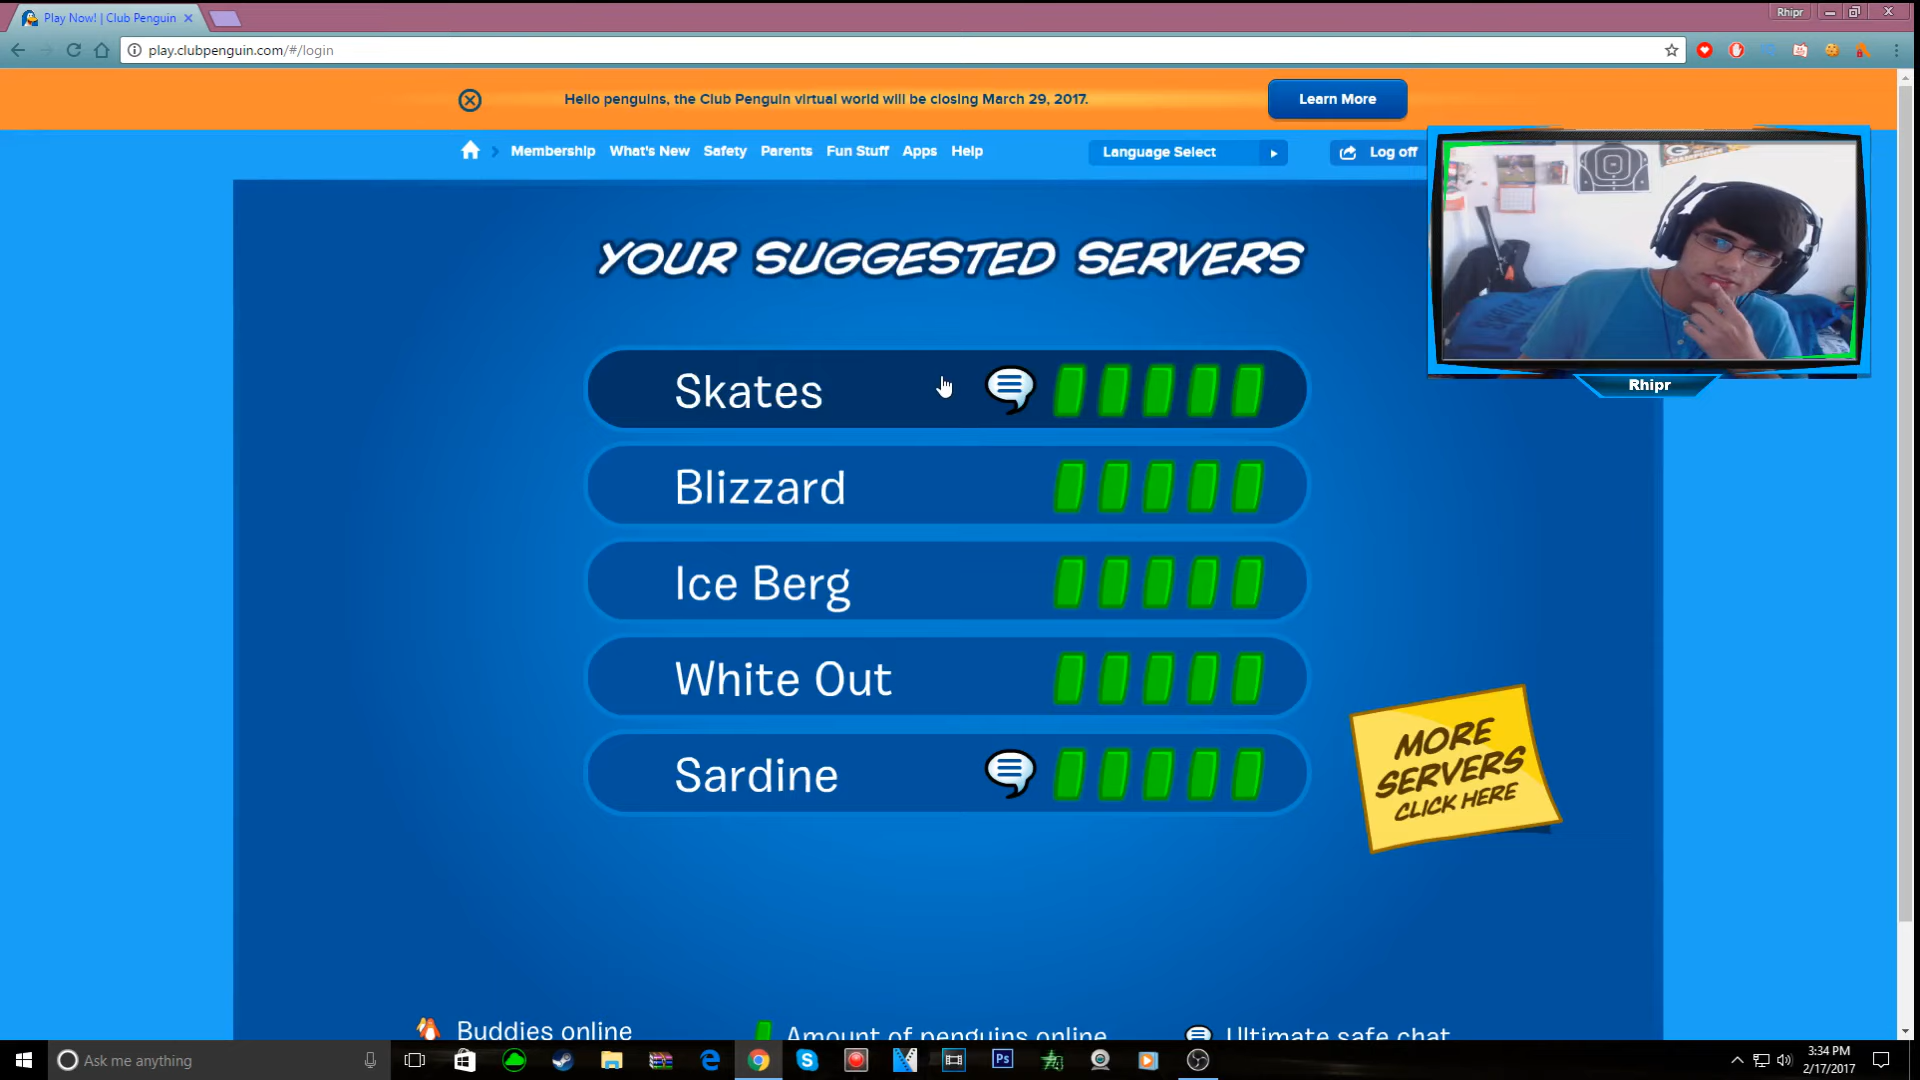 Play Now! | Club Penguin
Rhipr
play.clubpenguin.com/#/login
Hello penguins, the Club Penguin virtual world will be closing March 29, 2017.
Learn More
Membership What's New Safety Parents Fun Stuff Apps Help
Language Select
Log off
YOUR SUGGESTED SERVERS
Rhipr
Skates
Blizzard
Ice Berg
White Out
Sardine
MORE
SERVERS
CLICK HERE
Buddies online
Amount of penguins online
Ultimate safe chat
Ask me anything
Ps
3:34 PM
2/17/2017